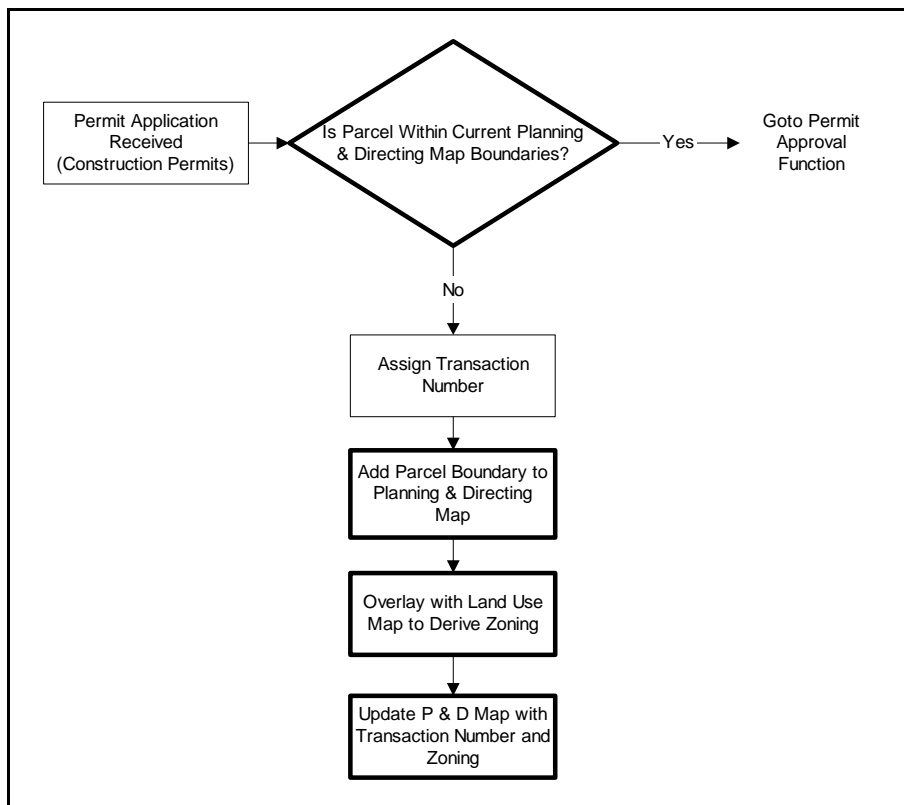 Permit Application
Received
(Construction Permits)
Is Parcel Within Current Planning
& Directing Map Boundaries?
Yes
Goto Permit
Approval
Function
No
Assign Transaction
Number
Add Parcel Boundary to
Planning & Directing
Map
Overlay with Land Use
Map to Derive Zoning
Update P & D Map with
Transaction Number and
Zoning